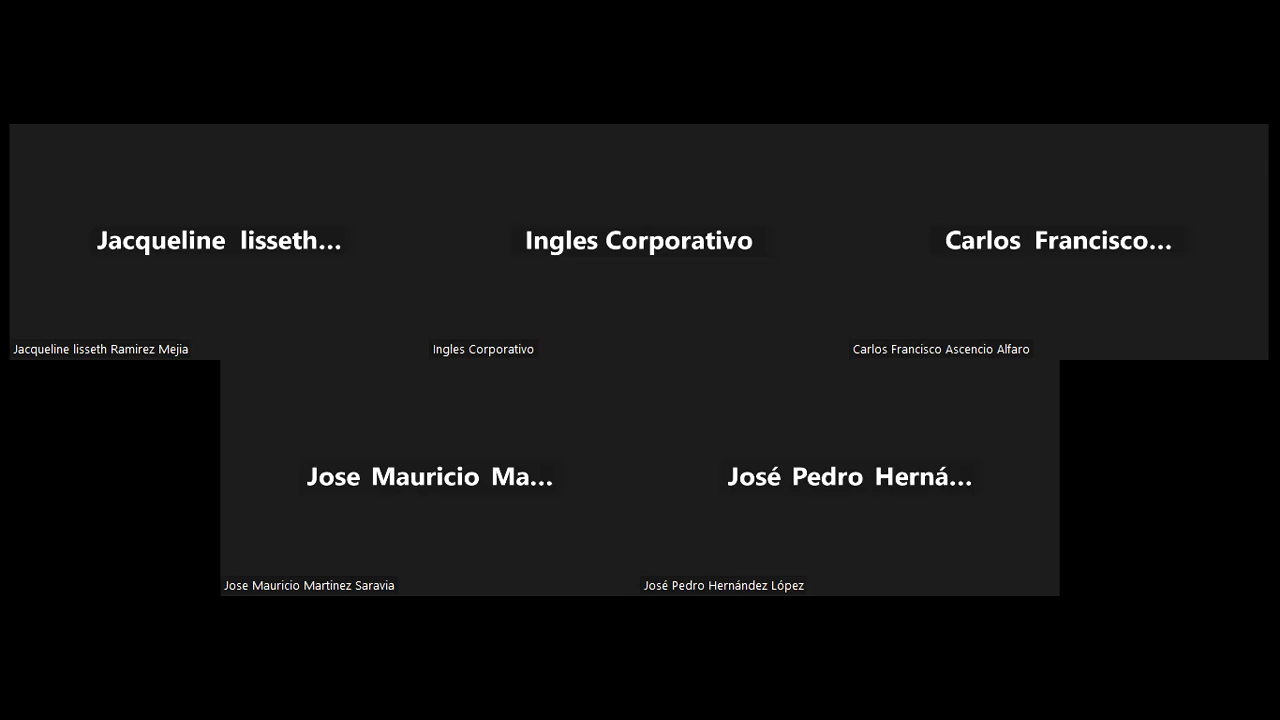 Jacqueline lisseth...
Ingles Corporativo
Carlos Francisco...
Jacqueline lisseth Ramirez Mejia
Ingles Corporativo
Carlos Francisco Ascencio Alfaro
Jose Mauricio Ma...
José Pedro Herná...
Jose Mauricio Martinez Saravia
José Pedro Hernández López